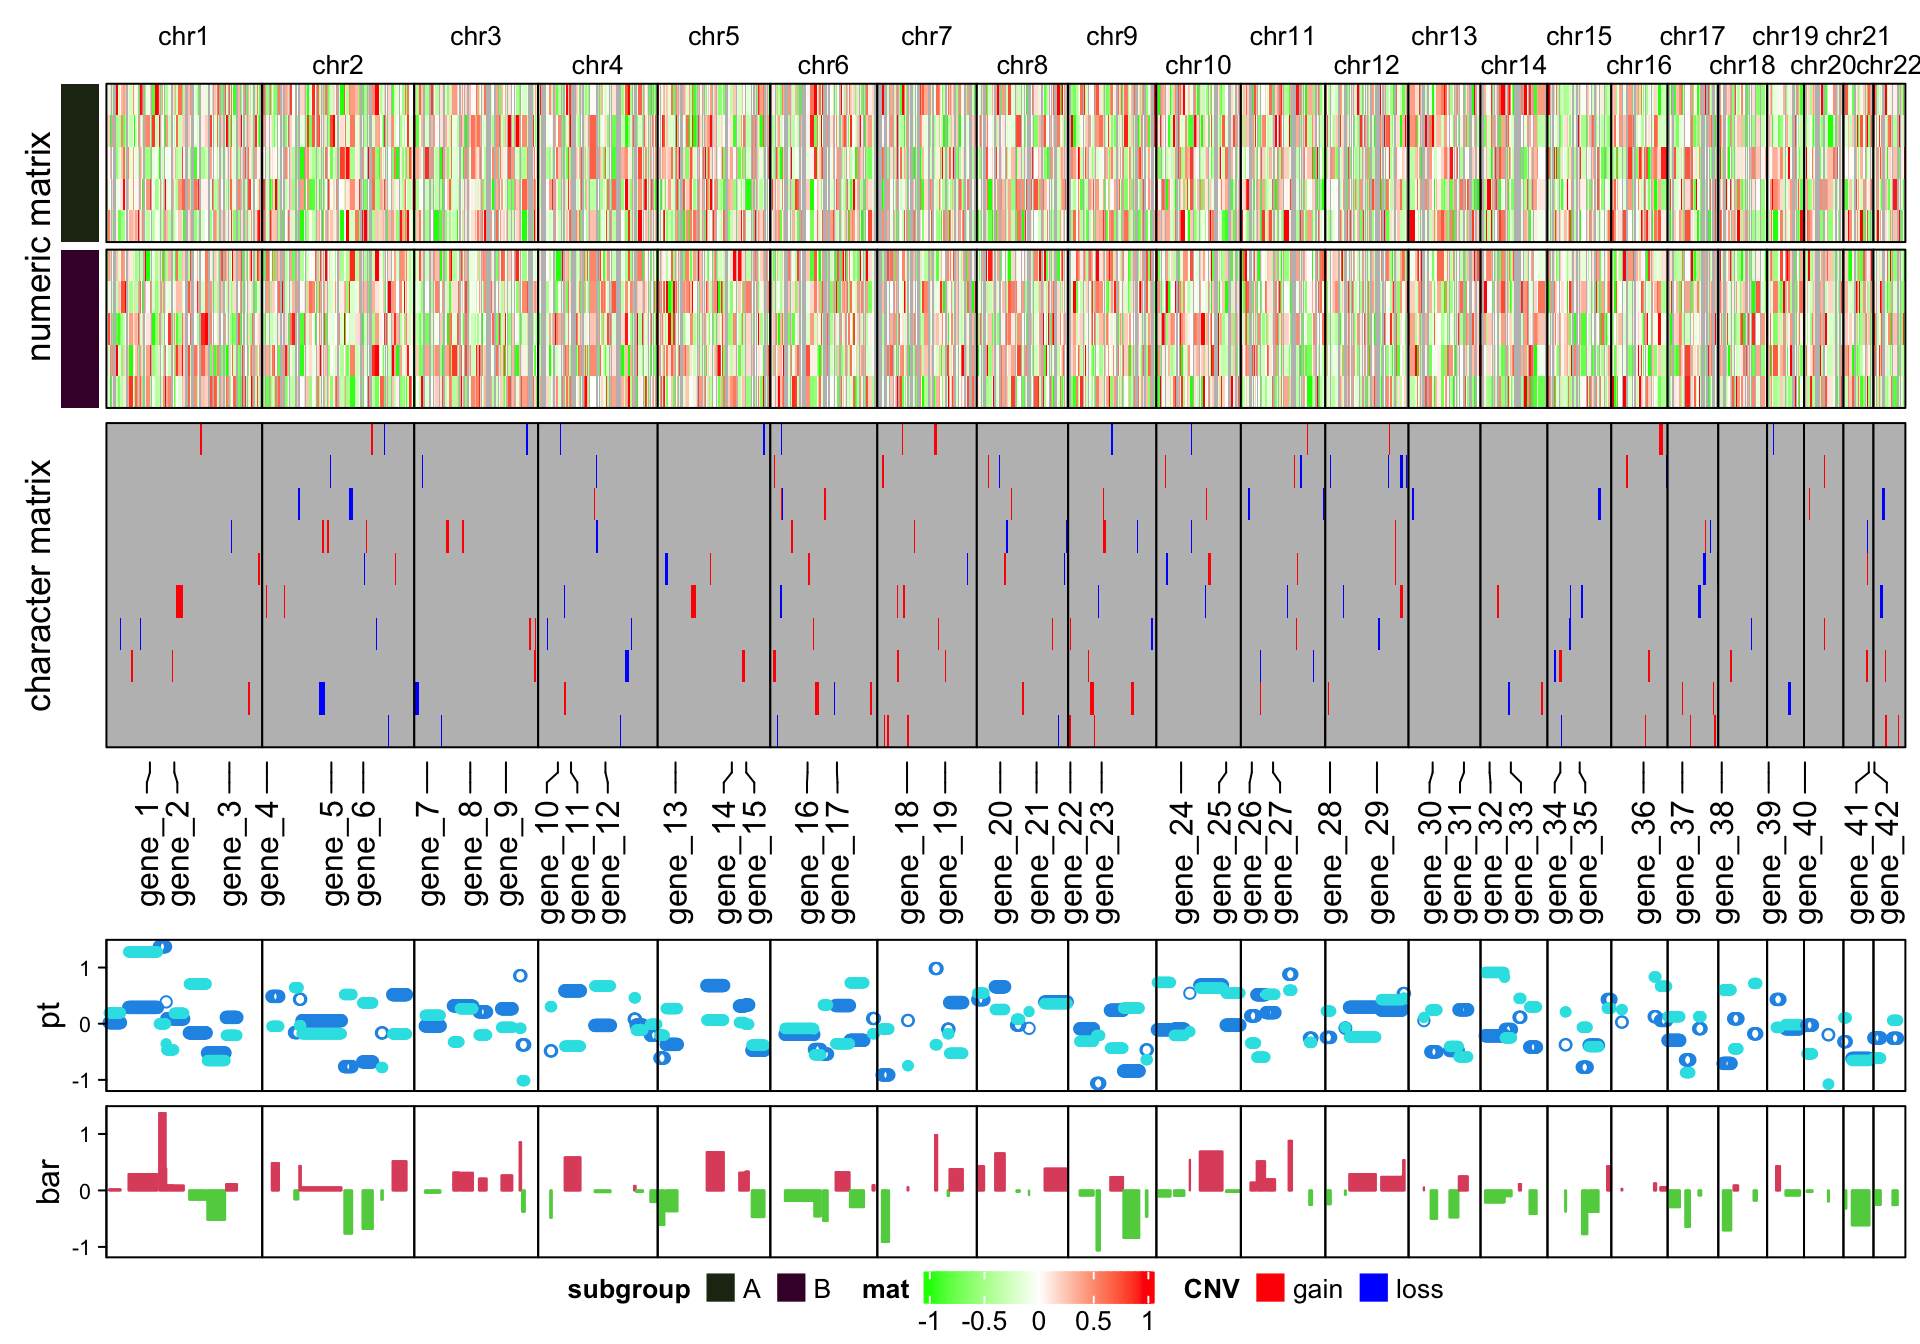 chr1 chr3 chr5 chr7 chr9 chr11 chr13 chr15 chr17 chr19 chr21
chr2 chr4 chr6 chr8 chr10 chr12 chr14 chr16 chr18 chr20 chr22
numeric matrix
character matrix
gene_1 gene_2 gene_3 gene_4 gene_5 gene_6 gene_7 gene_8 gene_9 gene_10 gene_11 gene_12 gene_13 gene_14 gene_15 gene_16 gene_17 gene_18 gene_19 gene_20 gene_21 gene_22 gene_23 gene_24 gene_25 gene_26 gene_27 gene_28 gene_29 gene_30 gene_31 gene_32 gene_33 gene_34 gene_35 gene_36 gene_37 gene_38 gene_39 gene_40 gene_41 gene_42
pt
1
0
-1
bar
1
0
-1
subgroup A B mat CNV gain loss
-1 -0.5 0 0.5 1